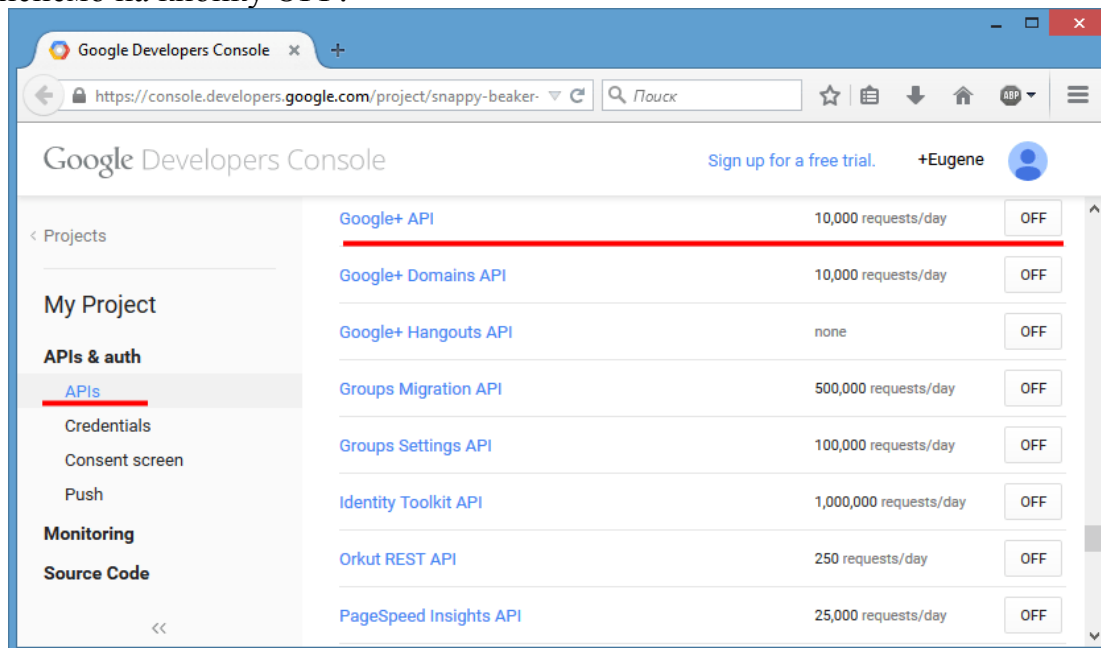 на кнопку OFF:
Google Developers Console
https://console.developers.google.com/project/snappy-beaker-
Поиск
ABP
Google Developers Console
Sign up for a free trial.
+Eugene
Projects
My Project
APIs & auth
APIs
Credentials
Consent screen
Push
Monitoring
Source Code
Google+ API 10,000 requests/day OFF
Google+ Domains API 10,000 requests/day OFF
Google+ Hangouts API none OFF
Groups Migration API 500,000 requests/day OFF
Groups Settings API 100,000 requests/day OFF
Identity Toolkit API 1,000,000 requests/day OFF
Orkut REST API 250 requests/day OFF
PageSpeed Insights API 25,000 requests/day OFF